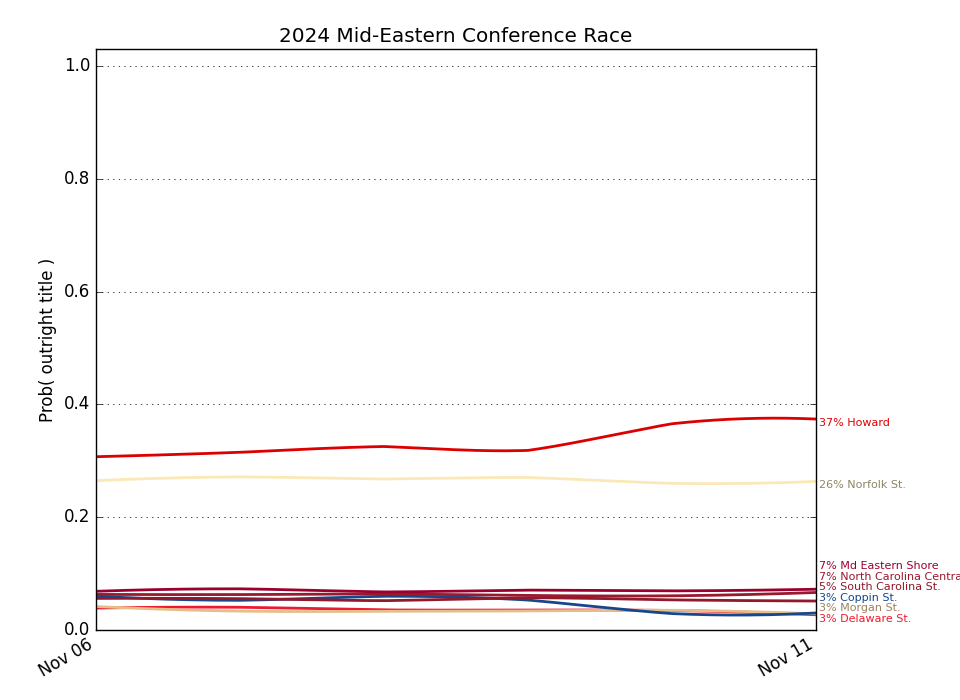 2024 Mid-Eastern Conference Race
1.0
0.8
0.6
0.4
0.2
0.0
Prob( outright title )
Nov 06
Nov 11
37% Howard
26% Norfolk St.
7% Md Eastern Shore
7% North Carolina Centra
5% South Carolina St.
3% Coppin St.
3% Morgan St.
3% Delaware St.